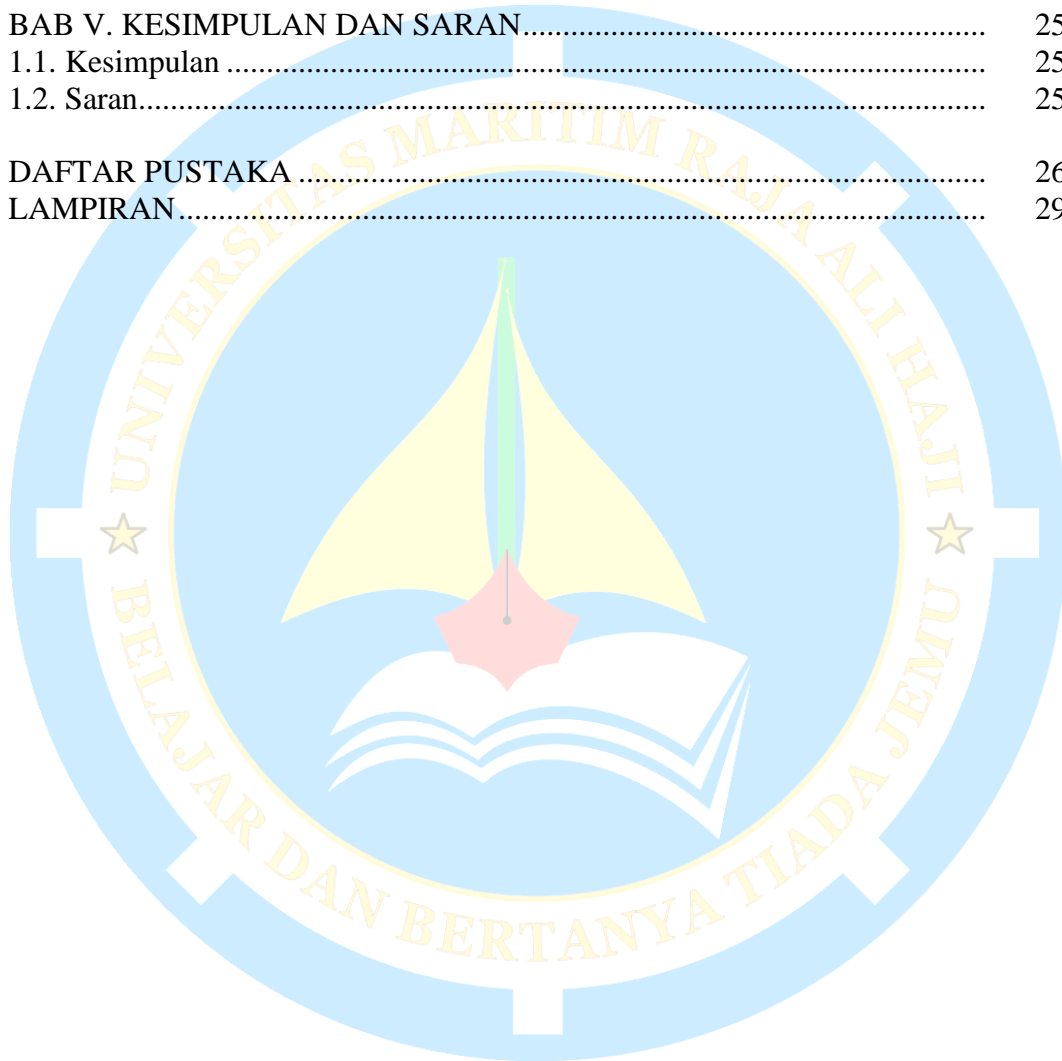 BAB V. KESIMPULAN DAN SARAN.......................................................... 25
1.1. Kesimpulan ................................................................................................ 25
1.2. Saran........................................................................................................... 25
DAFTAR PUSTAKA ....................................................................................... 26
LAMPIRAN...................................................................................................... 29
UNIVERSITAS MARITIM RAJA ALI HAJI
BELAJAR DAN BERTANYA TIADA JEMU